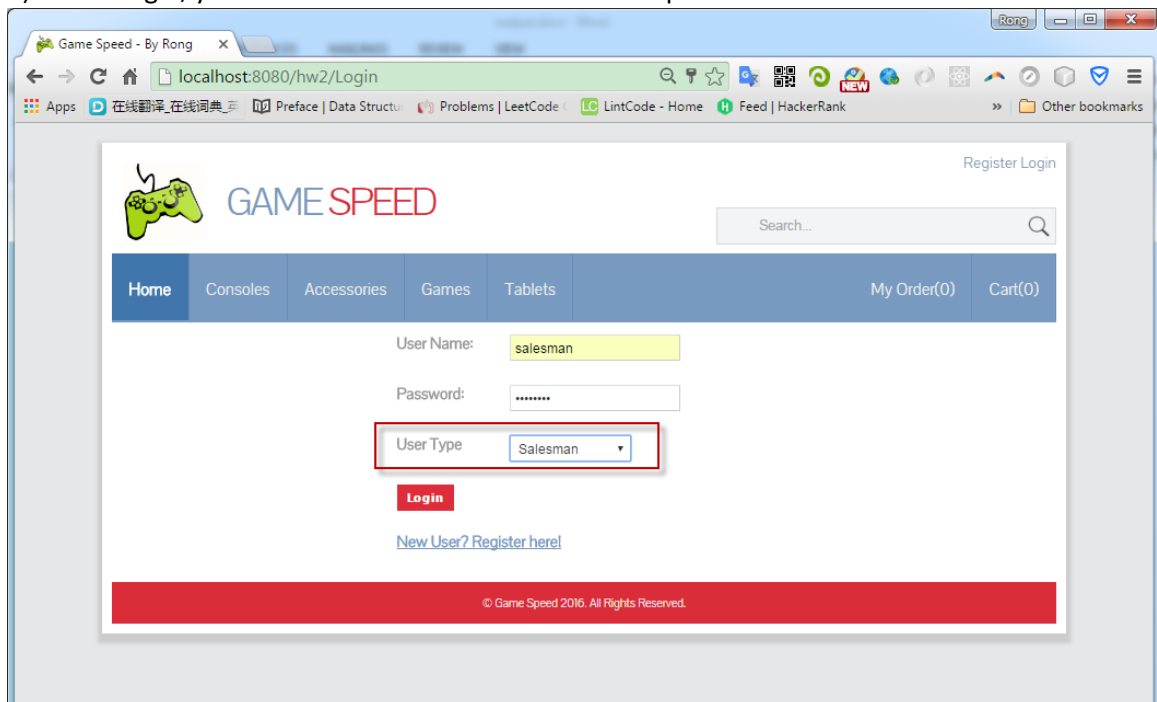 Rong
Game Speed - By Rong
localhost:8080/hw2/Login
NEW
Apps 在线翻译_在线词典_ Preface | Data Structu Problems | LeetCode LintCode - Home Feed | HackerRank » Other bookmarks
Register Login
GAME SPEED
Search...
Home Consoles Accessories Games Tablets My Order(0) Cart(0)
User Name: salesman
Password: ••••••••
User Type Salesman
Login
New User? Register here!
© Game Speed 2016. All Rights Reserved.